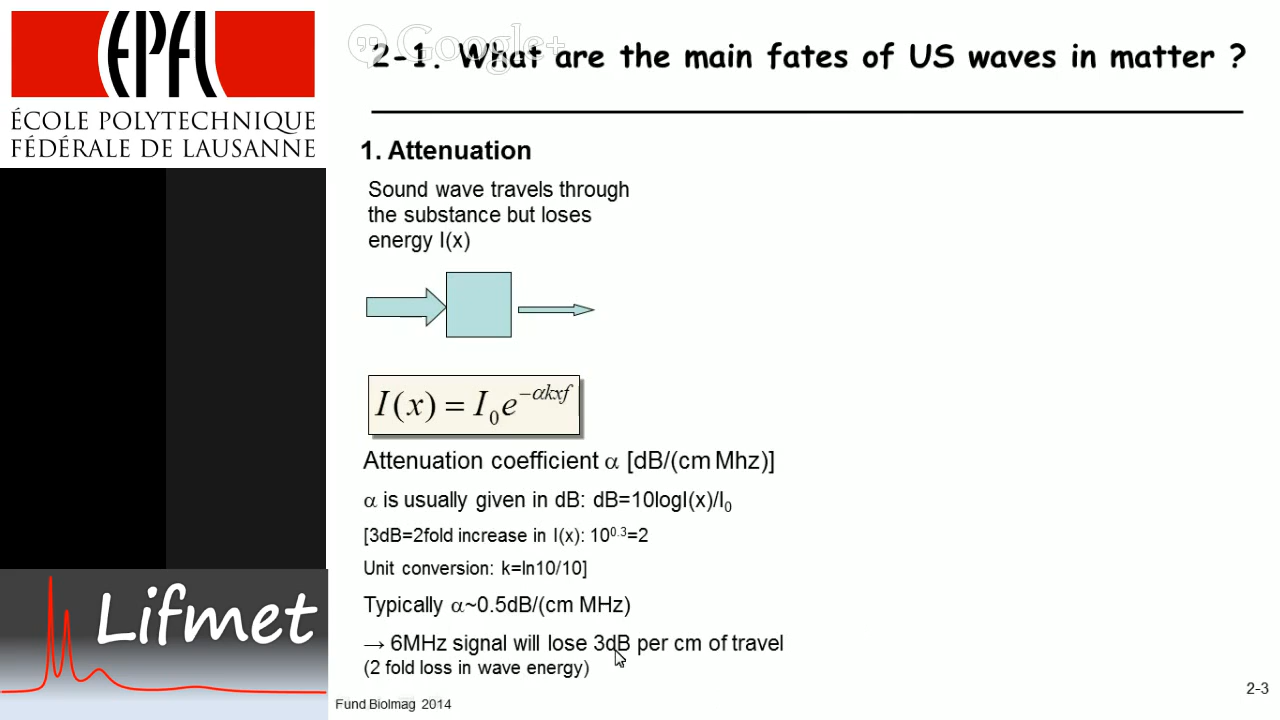 EPFL
ÉCOLE POLYTECHNIQUE
FÉDÉRALE DE LAUSANNE
Google+
2-1. What are the main fates of US waves in matter ?
1. Attenuation
Sound wave travels through
the substance but loses
energy I(x)
I(x) = I₀e^{−αkxf}
Attenuation coefficient α [dB/(cm Mhz)]
α is usually given in dB: dB=10logI(x)/I₀
[3dB=2fold increase in I(x): 10^{0.3}=2
Unit conversion: k=ln10/10]
Typically α~0.5dB/(cm MHz)
→ 6MHz signal will lose 3dB per cm of travel
(2 fold loss in wave energy)
Lifmet
Fund Biolmag 2014
2-3